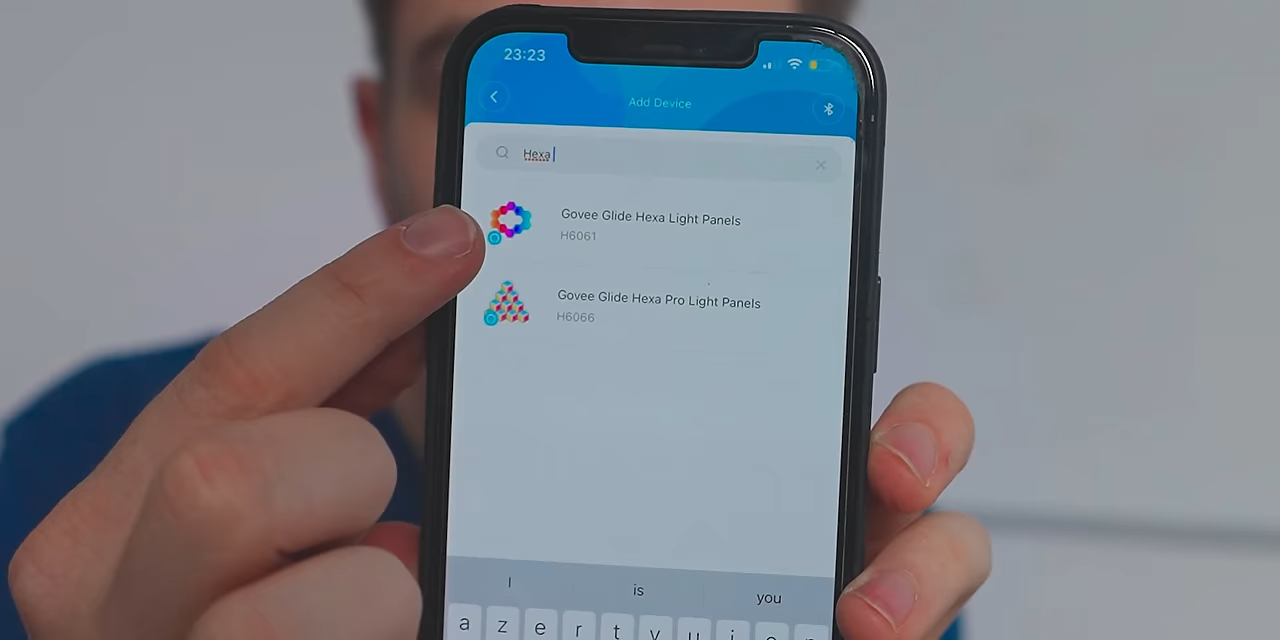 23:23
Add Device
Hexa
Govee Glide Hexa Light Panels
H6061
Govee Glide Hexa Pro Light Panels
H6066
I is you
a z e r t y u i o p